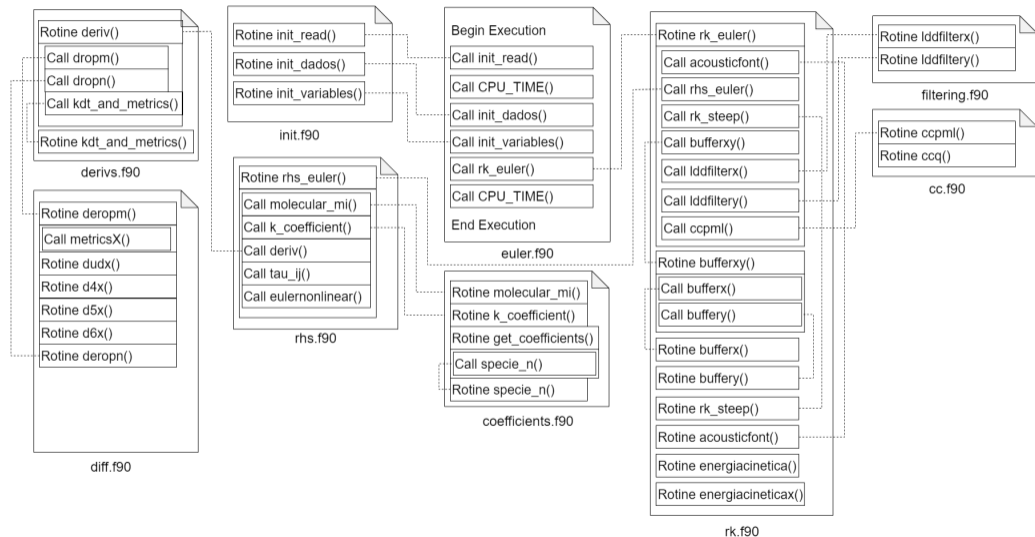 Rotine deriv()
Call dropm()
Call dropn()
Call kdt_and_metrics()
Rotine kdt_and_metrics()
derivs.f90
Rotine deropm()
Call metricsX()
Rotine dudx()
Rotine d4x()
Rotine d5x()
Rotine d6x()
Rotine deropn()
diff.f90
Rotine init_read()
Rotine init_dados()
Rotine init_variables()
init.f90
Rotine rhs_euler()
Call molecular_mi()
Call k_coefficient()
Call deriv()
Call tau_ij()
Call eulernonlinear()
rhs.f90
Begin Execution
Call init_read()
Call CPU_TIME()
Call init_dados()
Call init_variables()
Call rk_euler()
Call CPU_TIME()
End Execution
euler.f90
Rotine molecular_mi()
Rotine k_coefficient()
Rotine get_coefficients()
Call specie_n()
Rotine specie_n()
coefficients.f90
Rotine rk_euler()
Call acousticfont()
Call rhs_euler()
Call rk_steep()
Call bufferxy()
Call lddfilterx()
Call lddfiltery()
Call ccpml()
Rotine bufferxy()
Call bufferx()
Call buffery()
Rotine bufferx()
Rotine buffery()
Rotine rk_steep()
Rotine acousticfont()
Rotine energiacinetica()
Rotine energiacineticax()
rk.f90
Rotine lddfilterx()
Rotine lddfiltery()
filtering.f90
Rotine ccpml()
Rotine ccq()
cc.f90